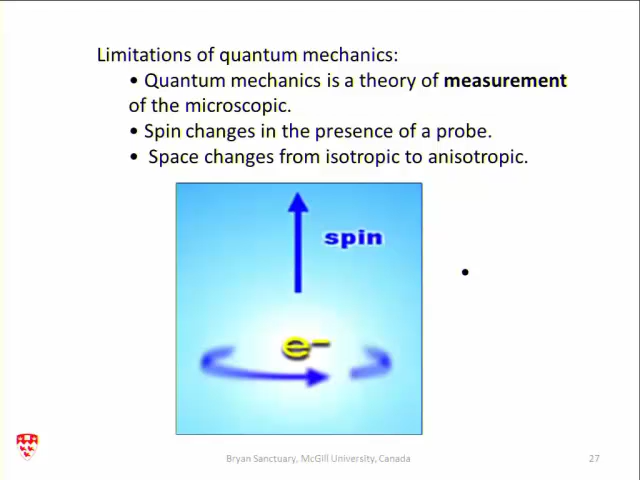 Limitations of quantum mechanics:
• Quantum mechanics is a theory of measurement
of the microscopic.
• Spin changes in the presence of a probe.
• Space changes from isotropic to anisotropic.
spin
•
e−
Bryan Sanctuary, McGill University, Canada
27